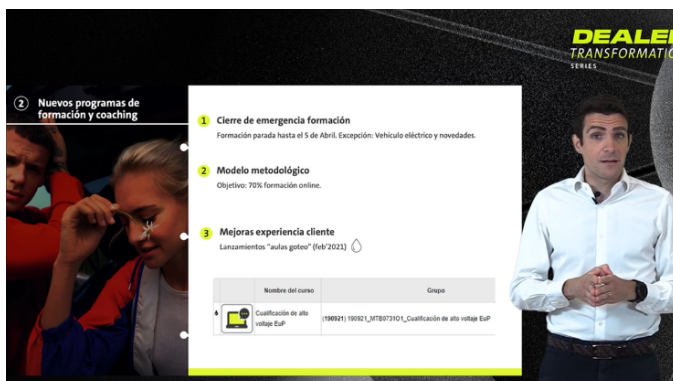 DEALER
TRANSFORMATIO
SERIES
2 Nuevos programas de
formación y coaching
1 Cierre de emergencia formación
Formación parada hasta el 5 de Abril. Excepción: Vehículo eléctrico y novedades.
2 Modelo metodológico
Objetivo: 70% formación online.
3 Mejoras experiencia cliente
Lanzamientos "aulas goteo" (feb'2021)
Nombre del curso Grupo
Cualificación de alto
voltaje EuP
(190921) 190921_MTB0731O1_Cualificación de alto voltaje EuP